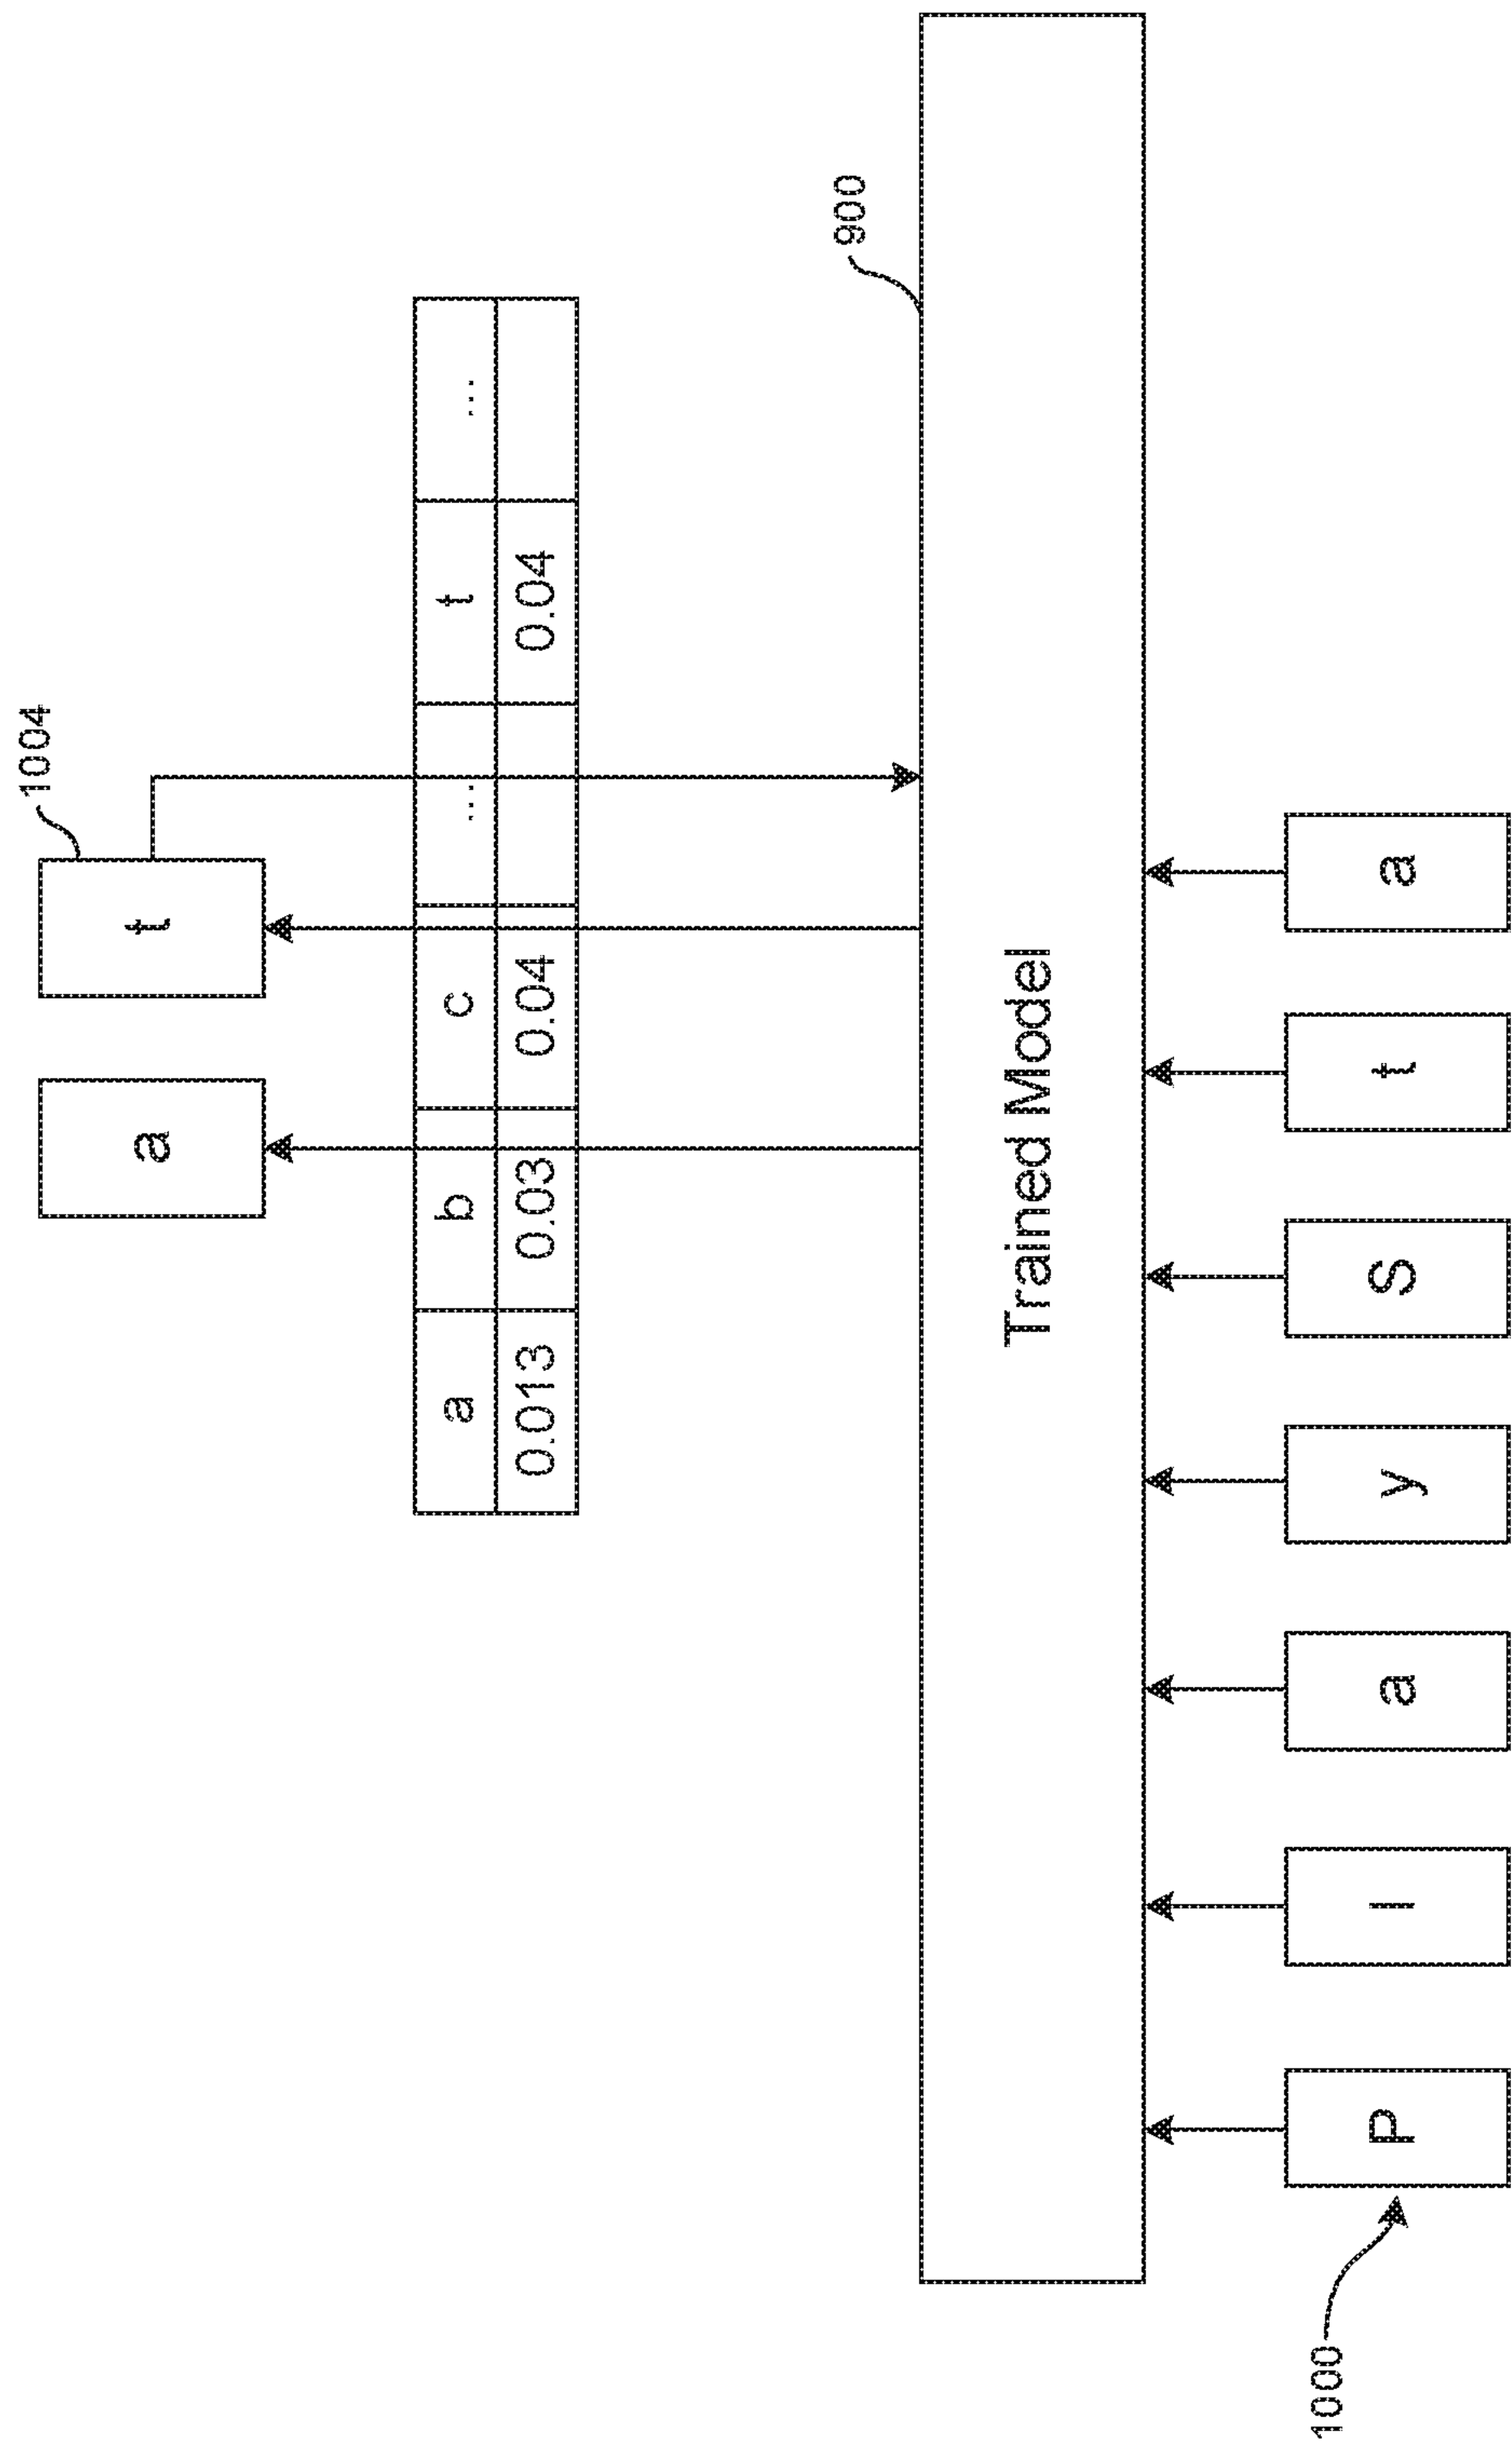 1004
a t
a b c ... t ...
0.013 0.03 0.04 0.04
900
Trained Model
1000
P l a y S t a